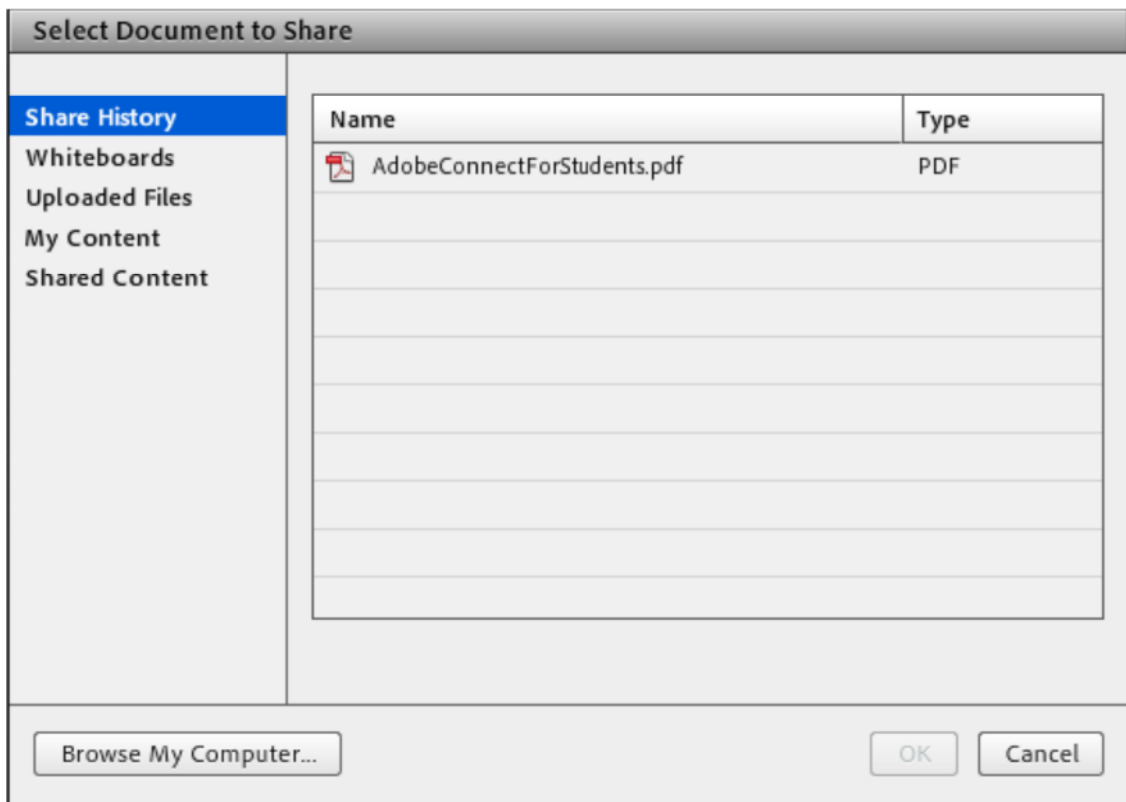 Select Document to Share
Share History
Whiteboards
Uploaded Files
My Content
Shared Content
Name Type
AdobeConnectForStudents.pdf PDF
Browse My Computer... OK Cancel